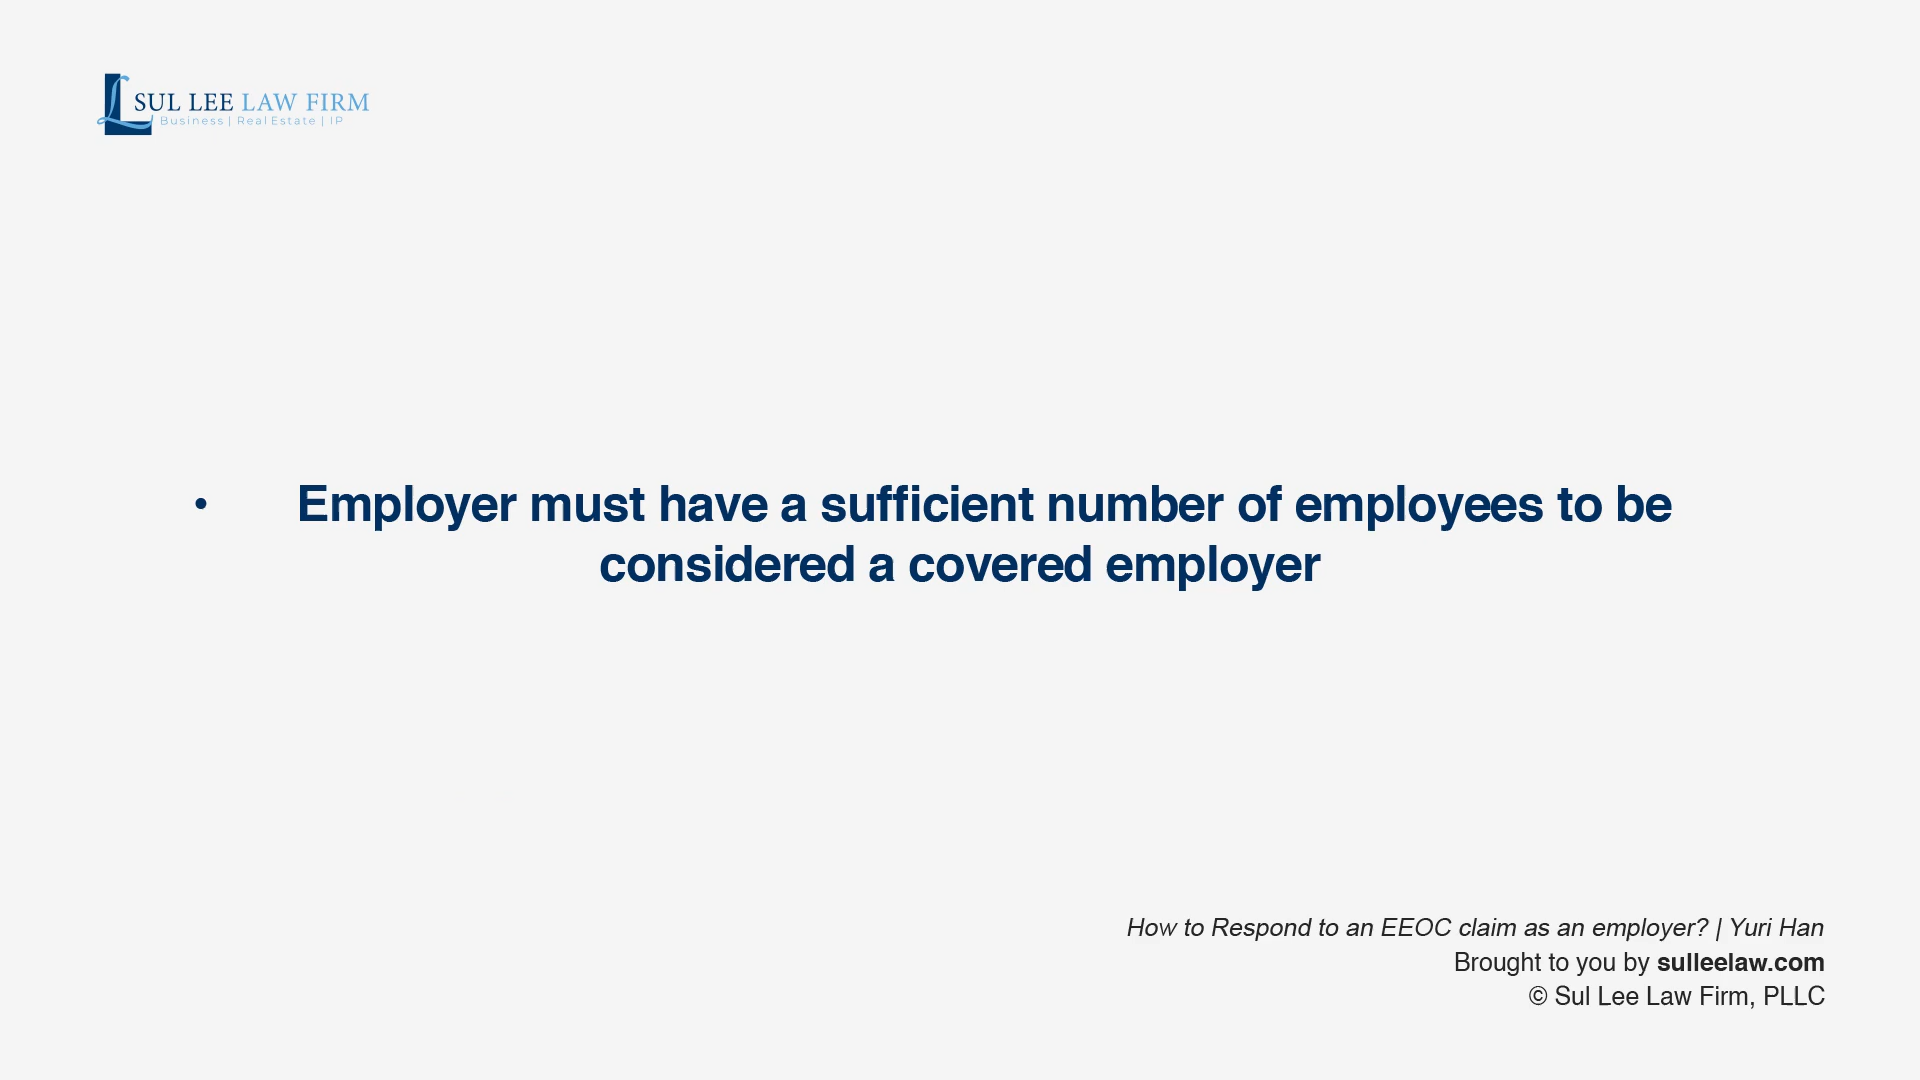 SUL LEE LAW FIRM
Business | Real Estate | IP
• Employer must have a sufficient number of employees to be
considered a covered employer
How to Respond to an EEOC claim as an employer? | Yuri Han
Brought to you by sulleelaw.com
© Sul Lee Law Firm, PLLC